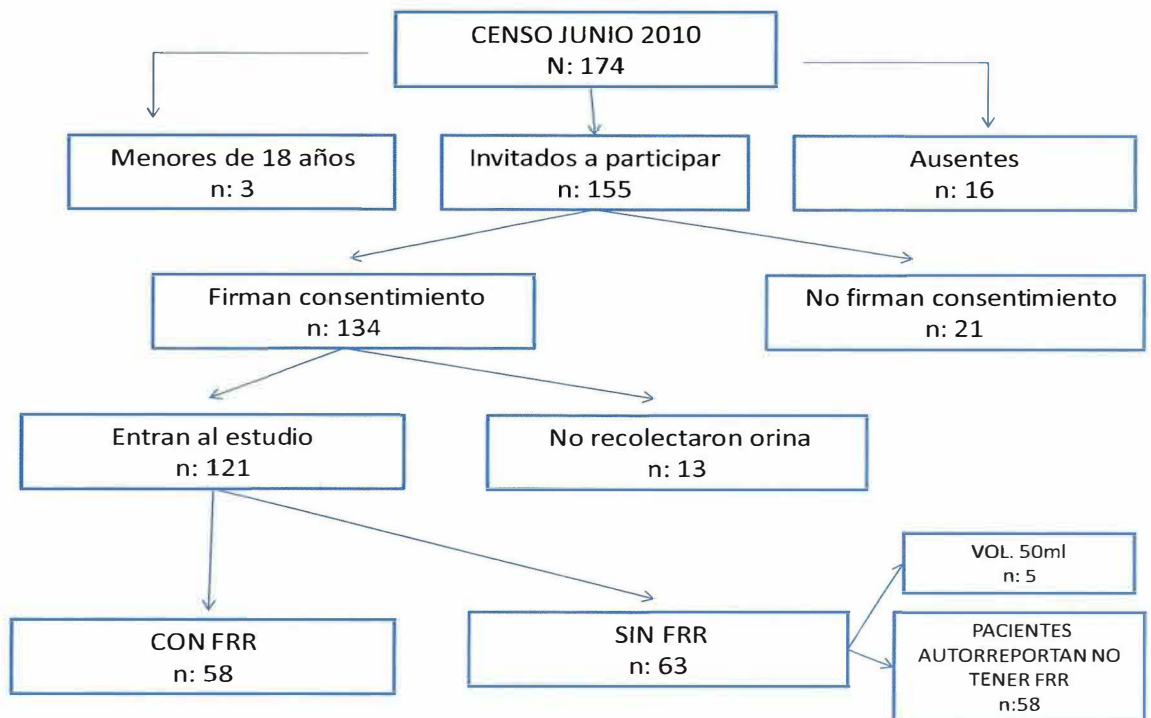 CENSO JUNIO 2010
N: 174
Menores de 18 años
n: 3
Invitados a participar
n: 155
Ausentes
n: 16
Firman consentimiento
n: 134
No firman consentimiento
n: 21
Entran al estudio
n: 121
No recolectaron orina
n: 13
CON FRR
n: 58
SIN FRR
n: 63
VOL. 50ml
n: 5
PACIENTES
AUTORREPORTAN NO
TENER FRR
n:58